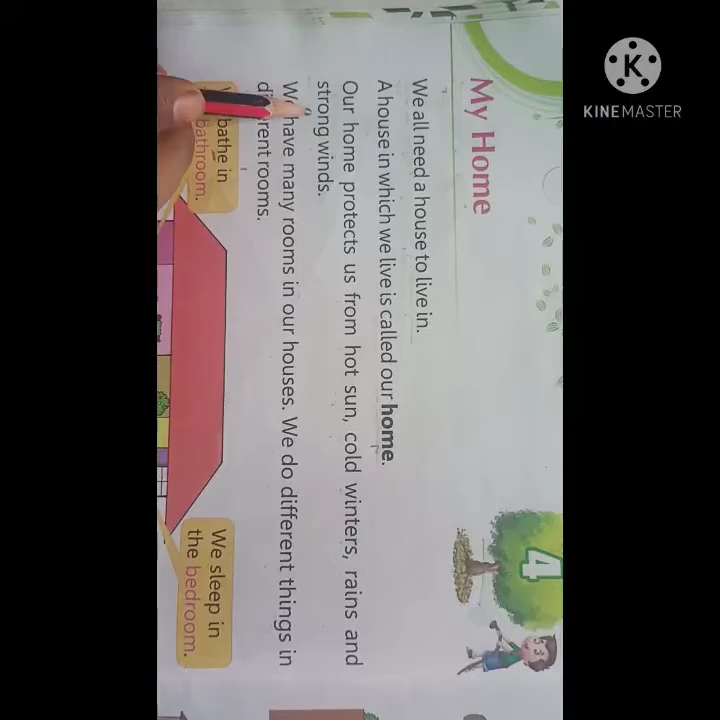 4
My Home
We all need a house to live in.
A house in which we live is called our home.
Our home protects us from hot sun, cold winters, rains and
strong winds.
have many rooms in our houses. We do different things in
rooms.
bathe in
bathroom.
We sleep in
the bedroom.
KINEMASTER